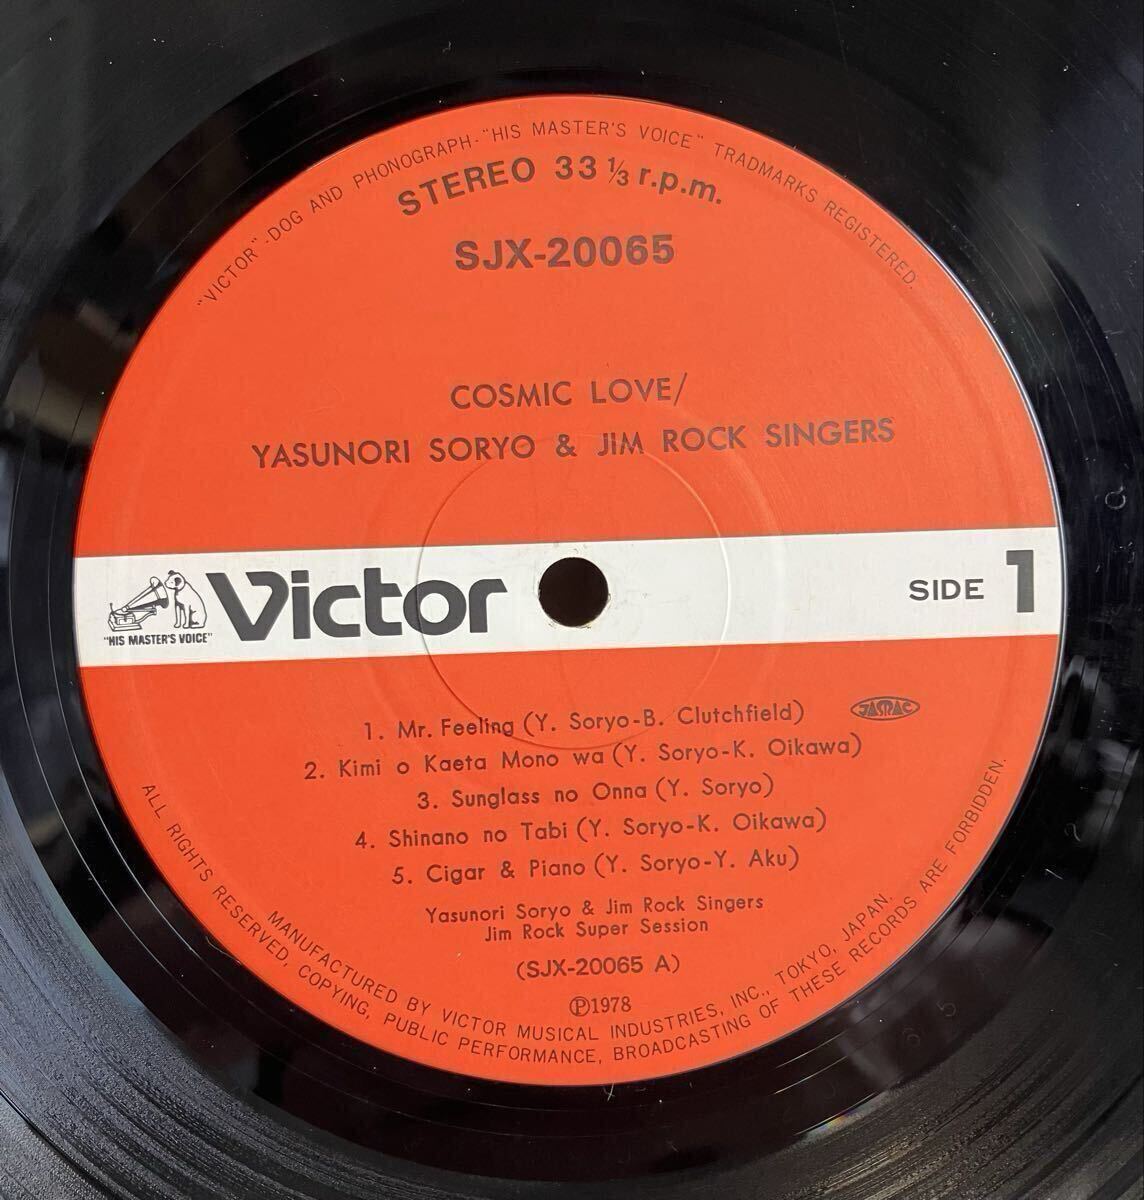 "VICTOR"-DOG AND PHONOGRAPH-"HIS MASTER'S VOICE" TRADMARKS REGISTERED.
STEREO 33 1/3 r.p.m.
SJX-20065
COSMIC LOVE/
YASUNORI SORYO & JIM ROCK SINGERS
"HIS MASTER'S VOICE"
Victor
SIDE 1
JASRAC
1. Mr. Feeling (Y. Soryo-B. Clutchfield)
2. Kimi o Kaeta Mono wa (Y. Soryo-K. Oikawa)
3. Sunglass no Onna (Y. Soryo)
4. Shinano no Tabi (Y. Soryo-K. Oikawa)
5. Cigar & Piano (Y. Soryo-Y. Aku)
Yasunori Soryo & Jim Rock Singers
Jim Rock Super Session
(SJX-20065 A)
Ⓟ1978
MANUFACTURED BY VICTOR MUSICAL INDUSTRIES, INC., TOKYO, JAPAN.
ALL RIGHTS RESERVED, COPYING, PUBLIC PERFORMANCE, BROADCASTING OF THESE RECORDS ARE FORBIDDEN.